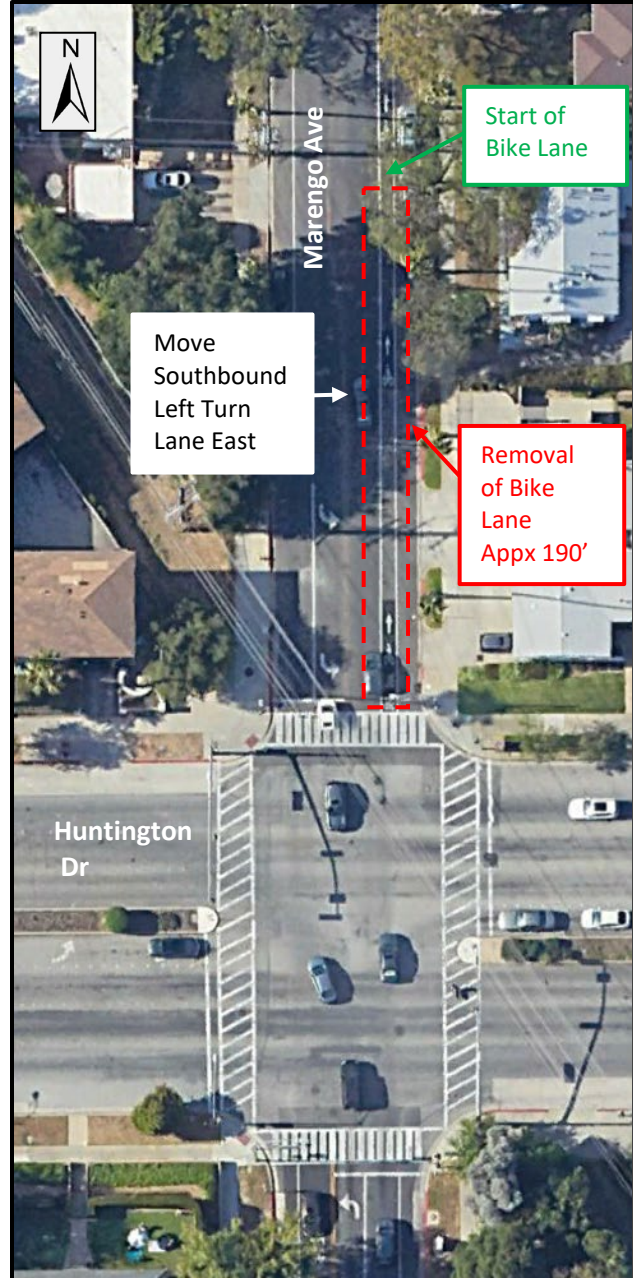 N
Marengo Ave
Start of
Bike Lane
Move
Southbound
Left Turn
Lane East
Removal
of Bike
Lane
Appx 190’
Huntington
Dr